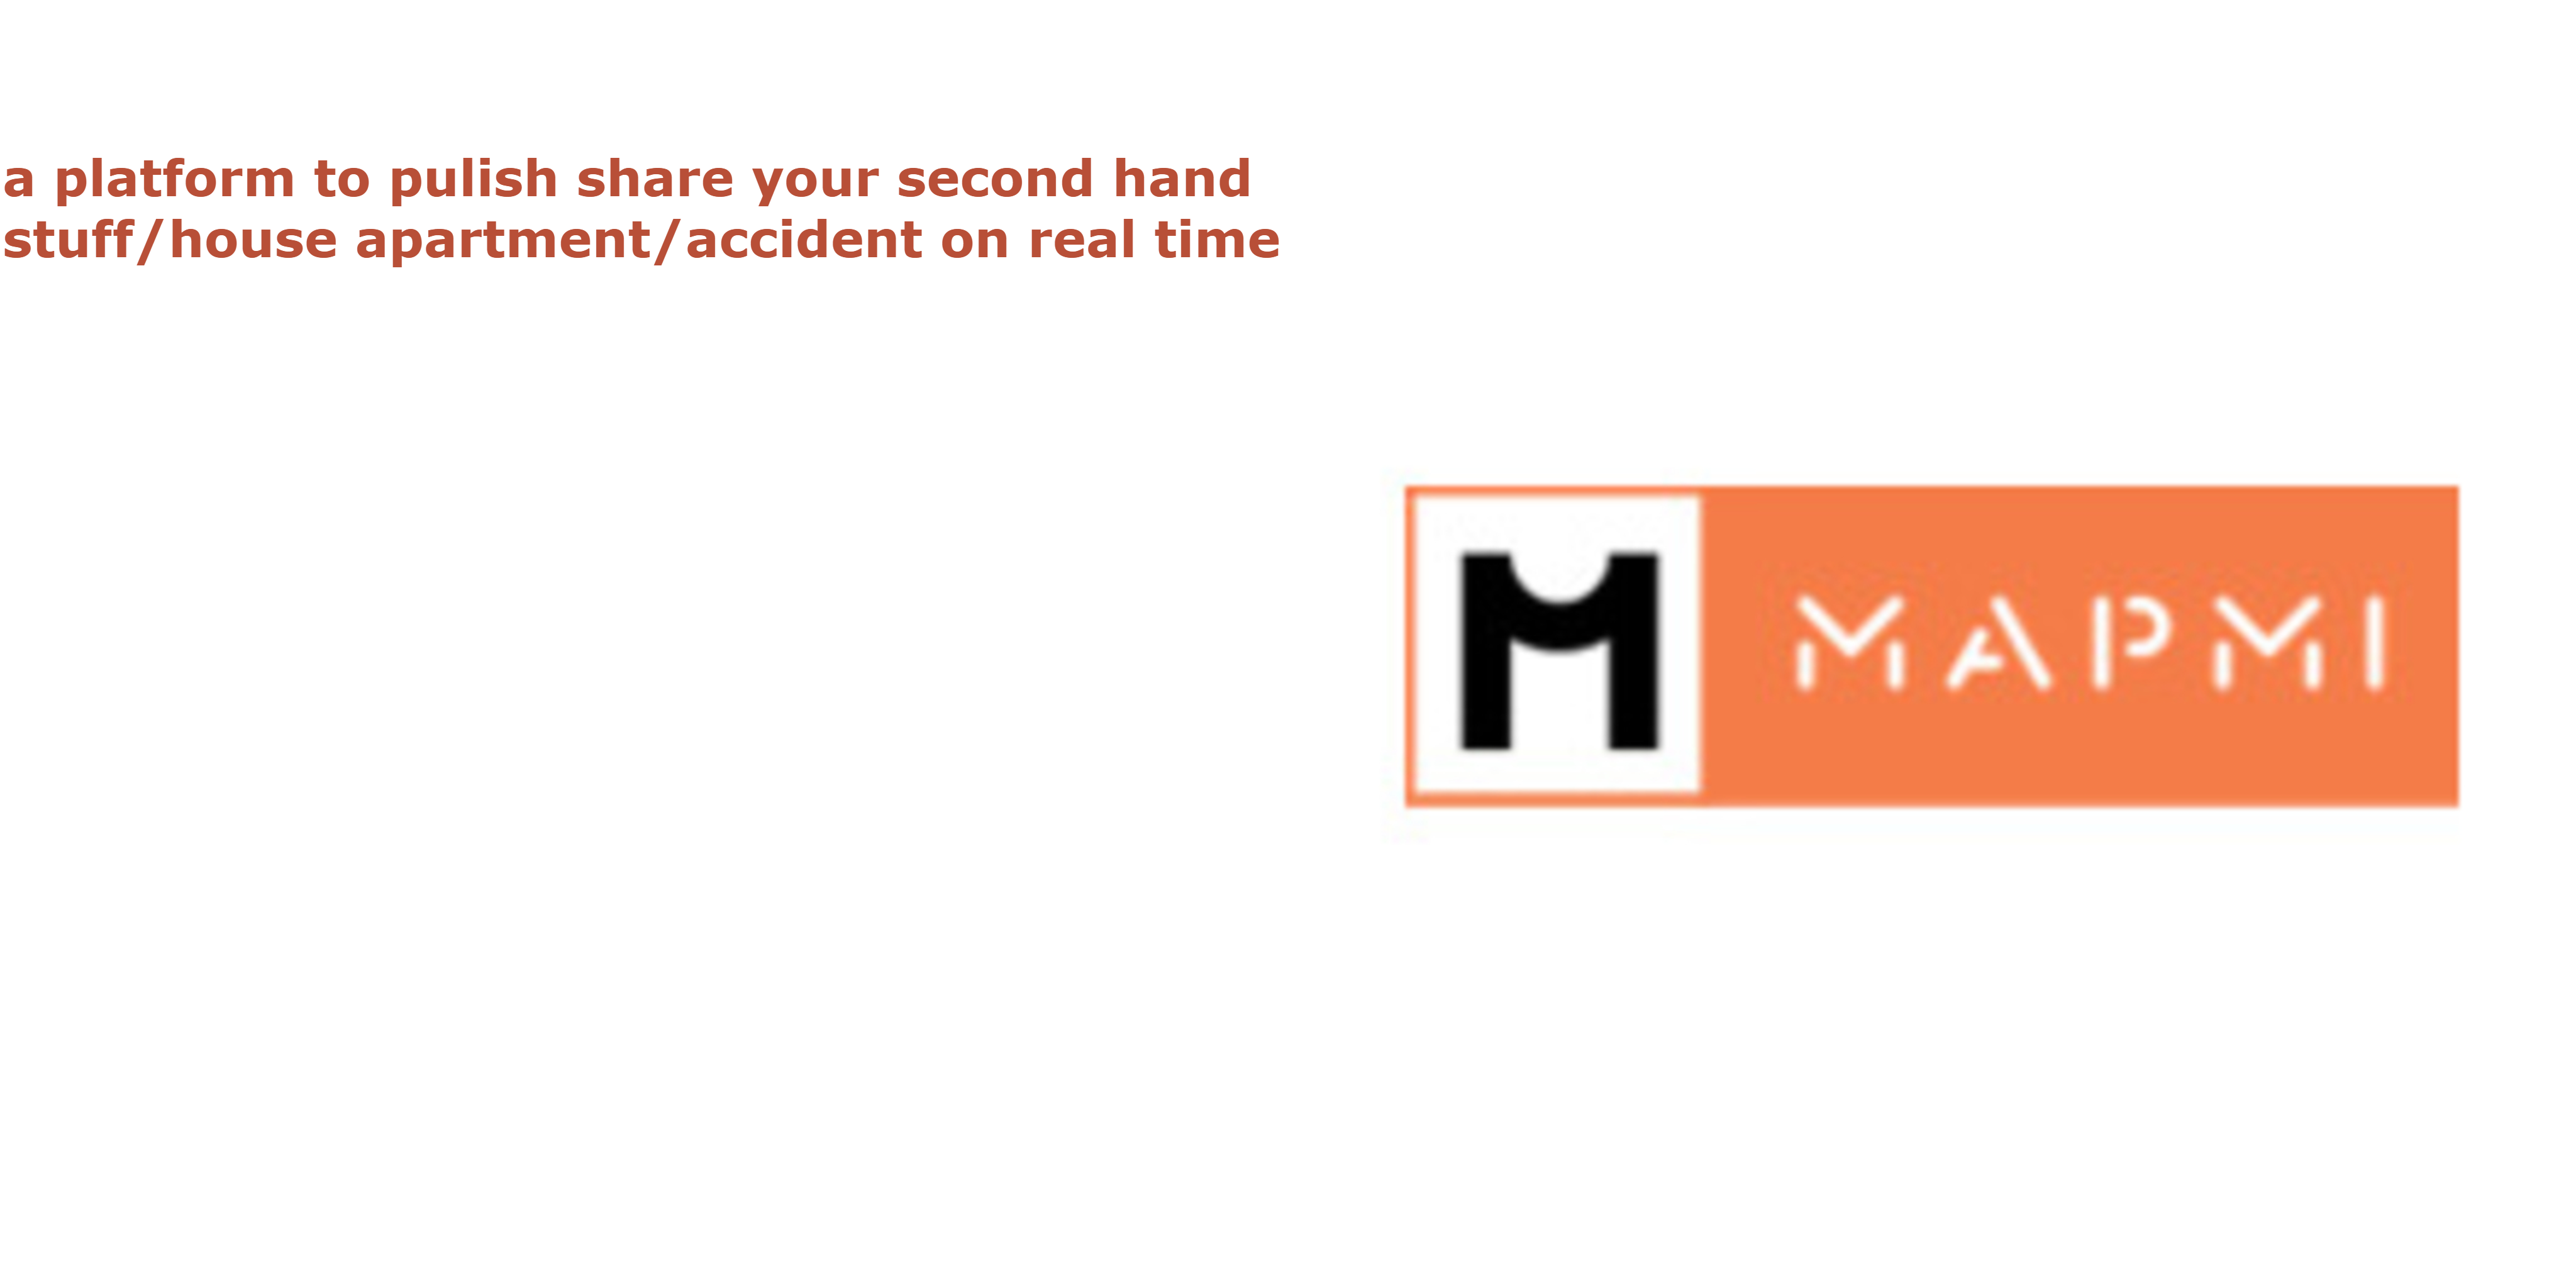 a platform to pulish share your second hand
stuff/house apartment/accident on real time
M MAPMI